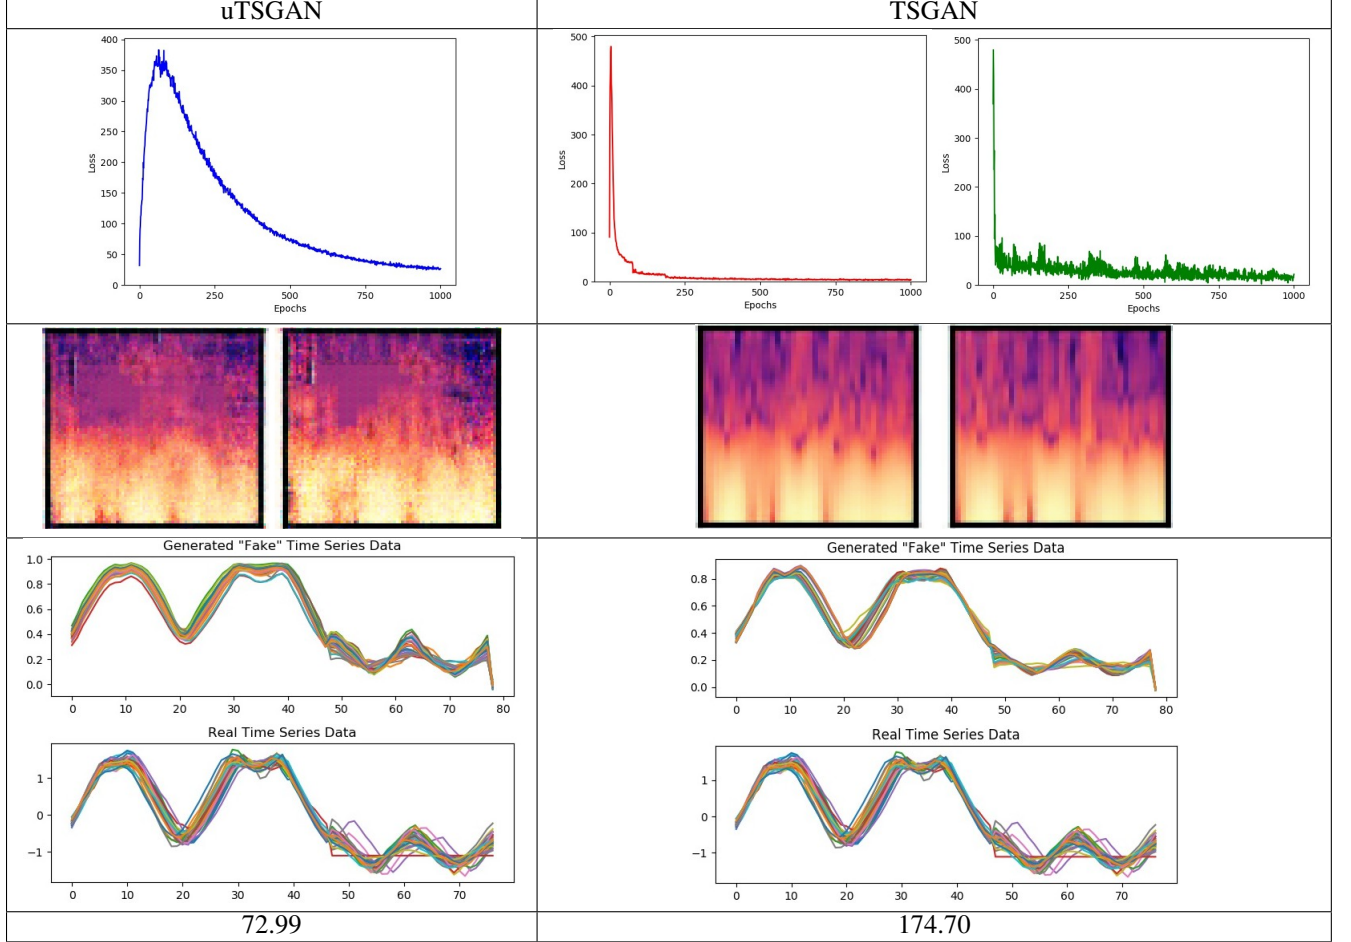 uTSGAN
TSGAN
400
350
300
250
200
150
100
50
0
Loss
0 250 500 750 1000
Epochs
500
400
300
200
100
0
Loss
0 250 500 750 1000
Epochs
500
400
300
200
100
0
Loss
0 250 500 750 1000
Epochs
Generated "Fake" Time Series Data
1.0
0.8
0.6
0.4
0.2
0.0
0 10 20 30 40 50 60 70 80
Real Time Series Data
1
0
−1
0 10 20 30 40 50 60 70
Generated "Fake" Time Series Data
0.8
0.6
0.4
0.2
0.0
0 10 20 30 40 50 60 70 80
Real Time Series Data
1
0
−1
0 10 20 30 40 50 60 70
72.99
174.70